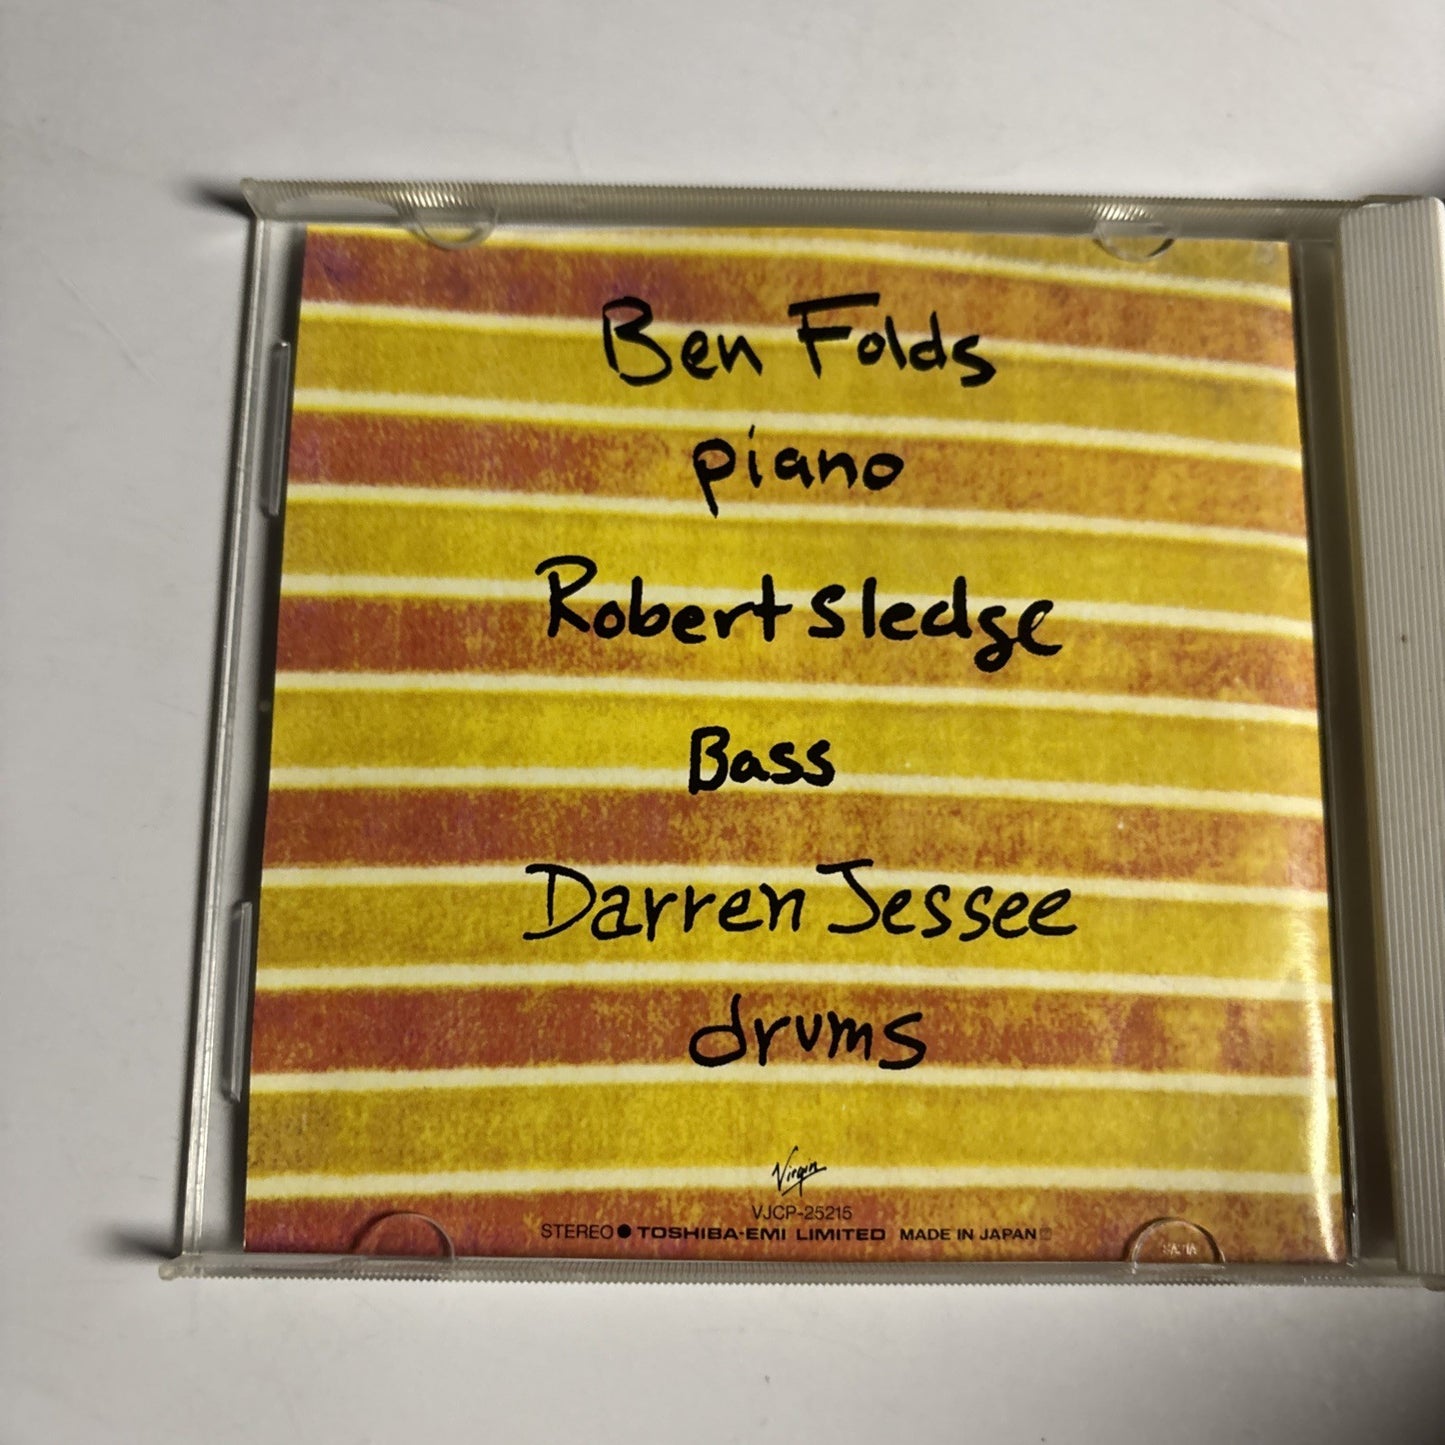 Ben Folds
piano
Robert Sledge
Bass
Darren Jessee
drums
Virgin
VJCP-25215
STEREO ● TOSHIBA-EMI LIMITED MADE IN JAPAN